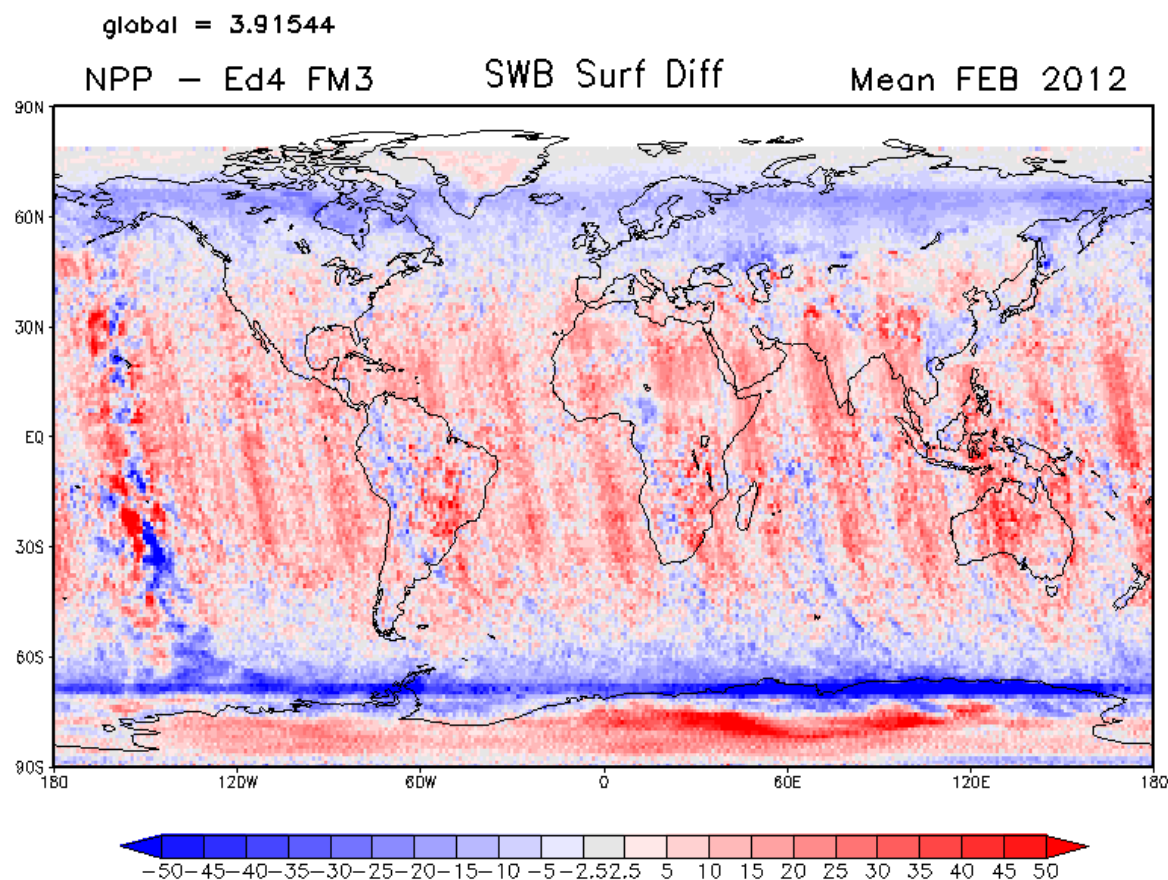 global = 3.91544
NPP - Ed4 FM3 SWB Surf Diff Mean FEB 2012
90N
60N
30N
EQ
30S
60S
90S
180 120W 60W 0 60E 120E 180
-50 -45 -40 -35 -30 -25 -20 -15 -10 -5 -2.5 2.5 5 10 15 20 25 30 35 40 45 50